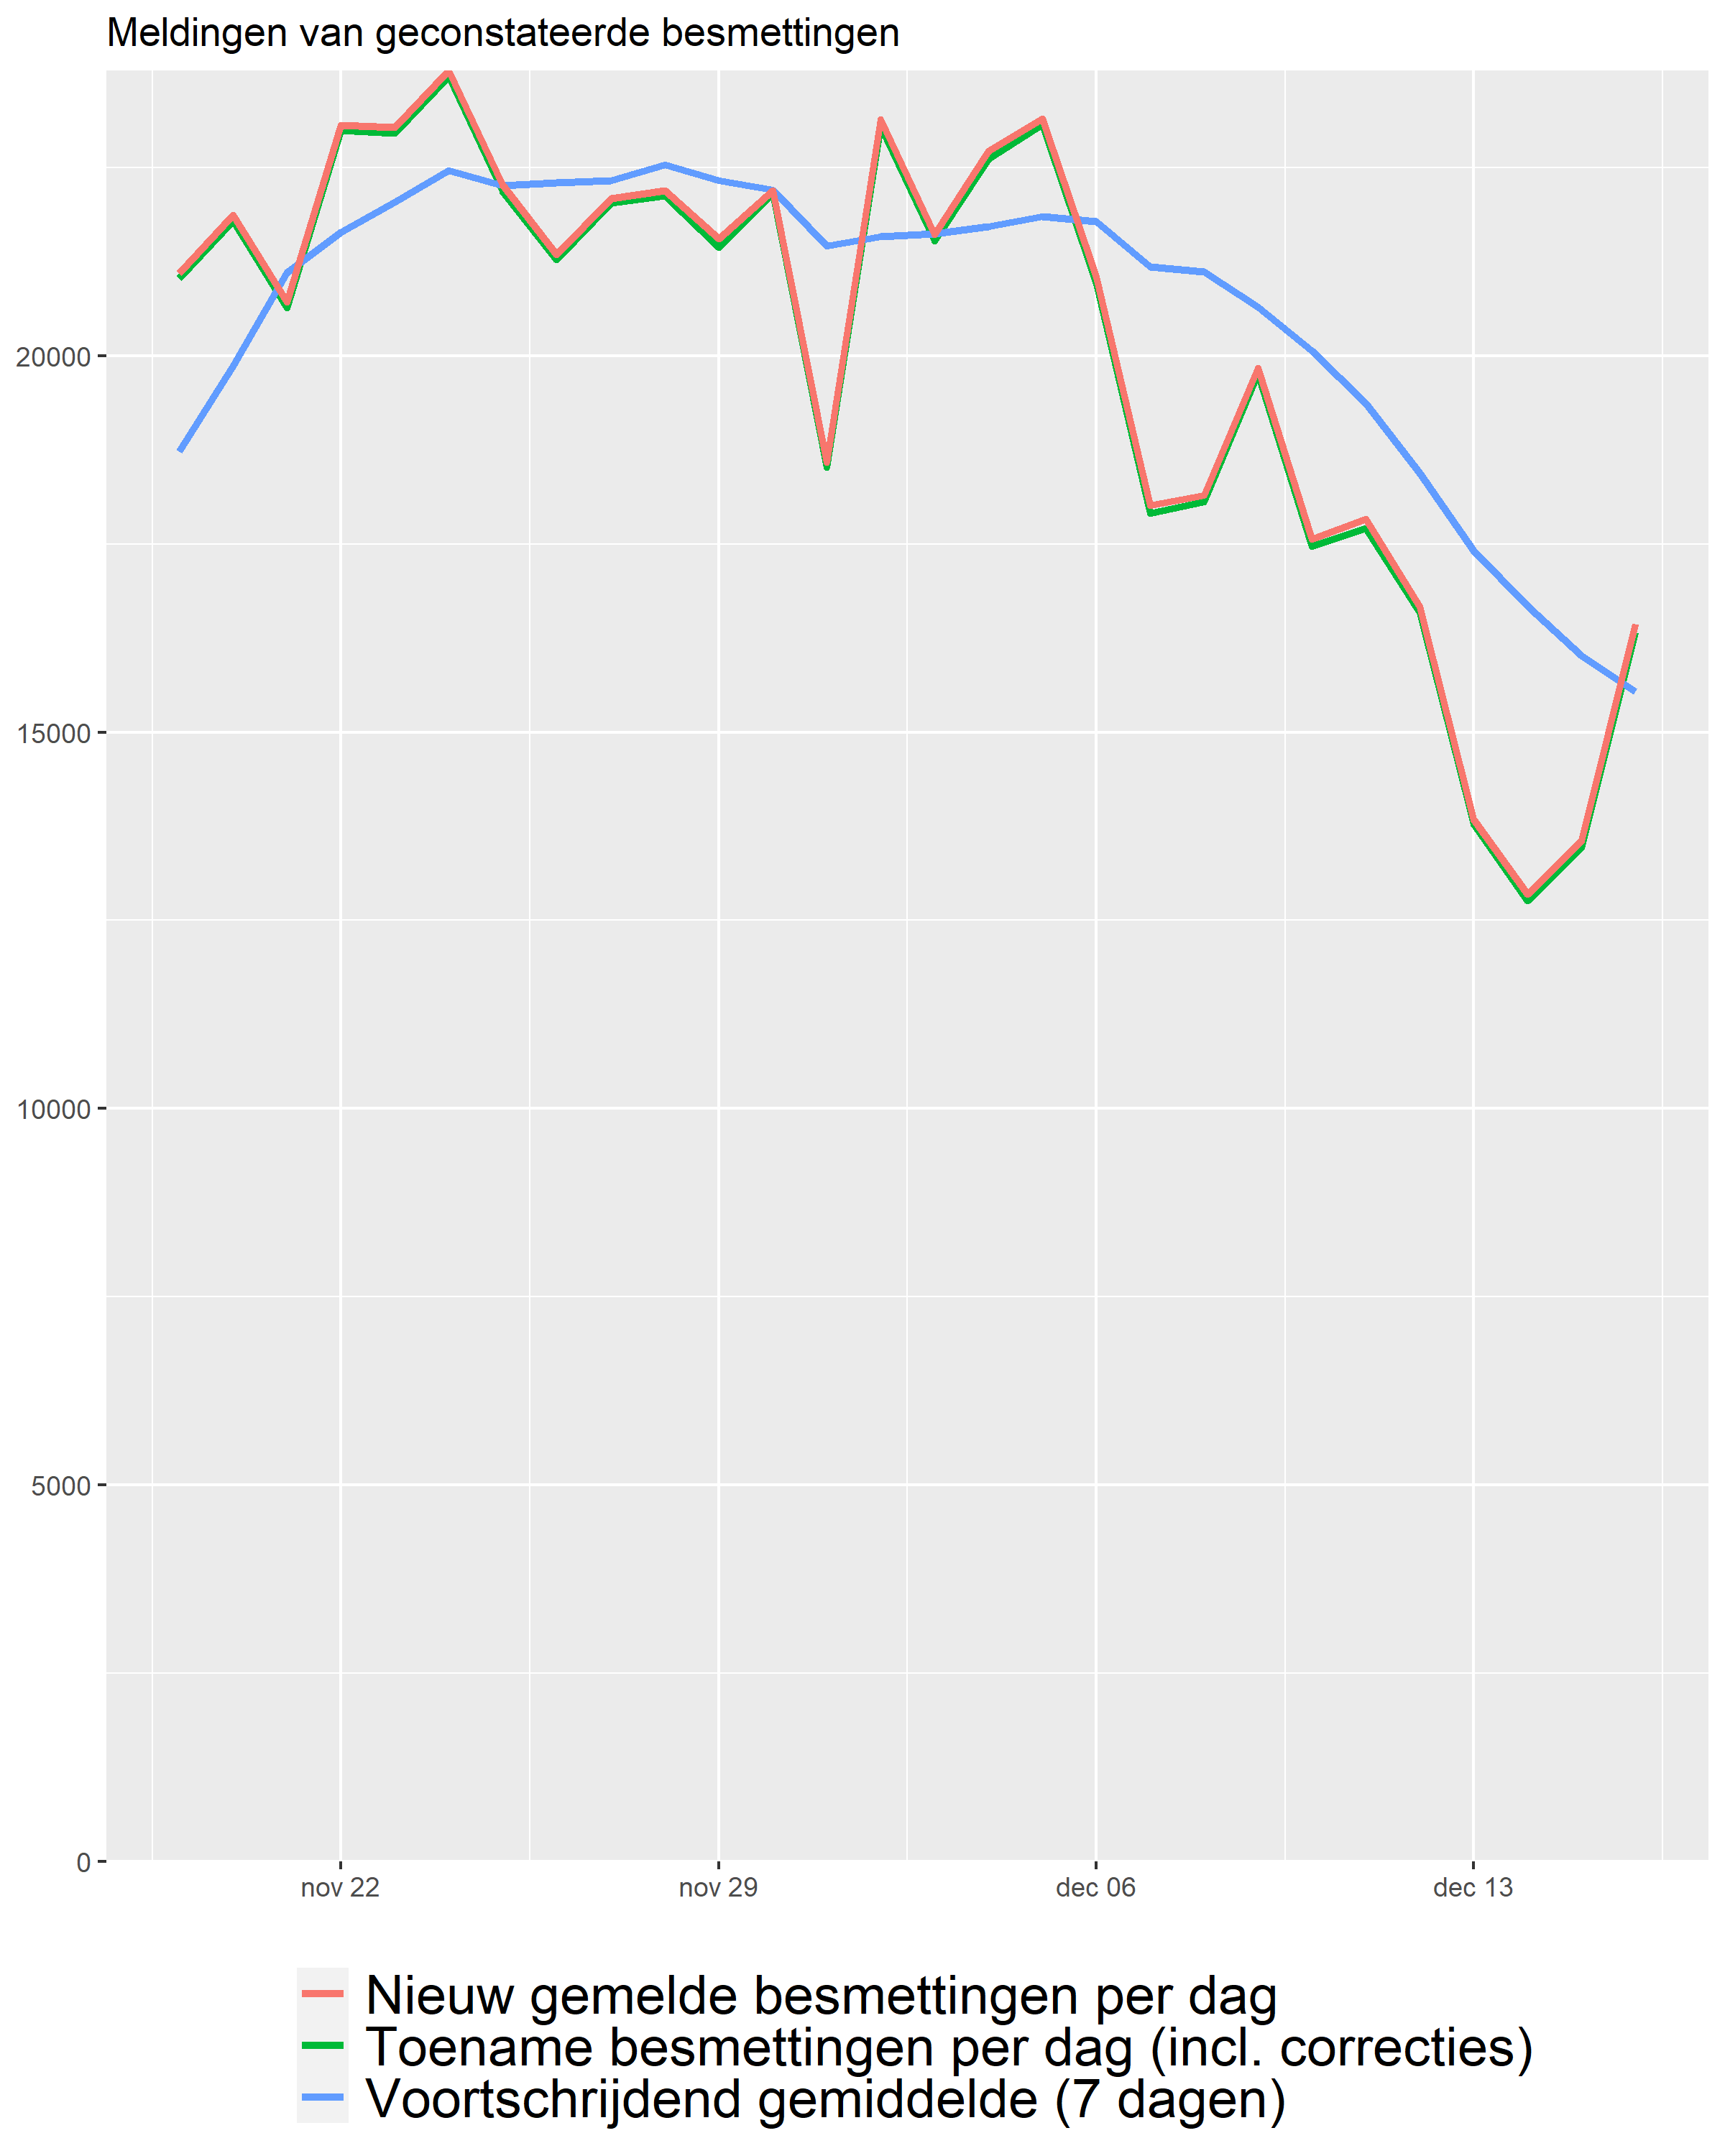 Meldingen van geconstateerde besmettingen
20000
15000
10000
5000
0
nov 22
nov 29
dec 06
dec 13
Nieuw gemelde besmettingen per dag
Toename besmettingen per dag (incl. correcties)
Voortschrijdend gemiddelde (7 dagen)